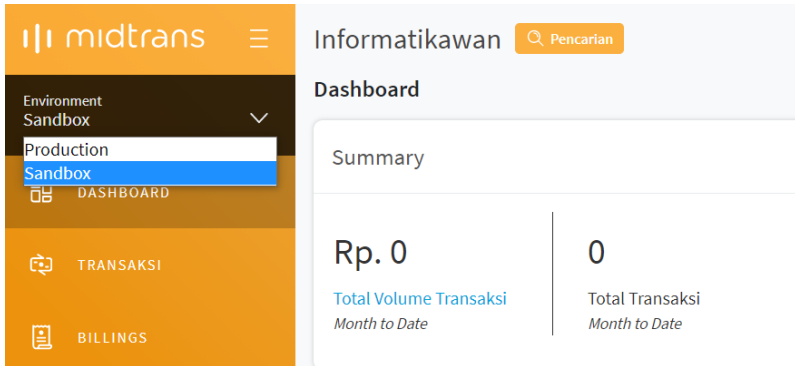 midtrans
Informatikawan
Pencarian
Environment
Sandbox
Production
Sandbox
DASHBOARD
TRANSAKSI
BILLINGS
Dashboard
Summary
Rp. 0
Total Volume Transaksi
Month to Date
0
Total Transaksi
Month to Date